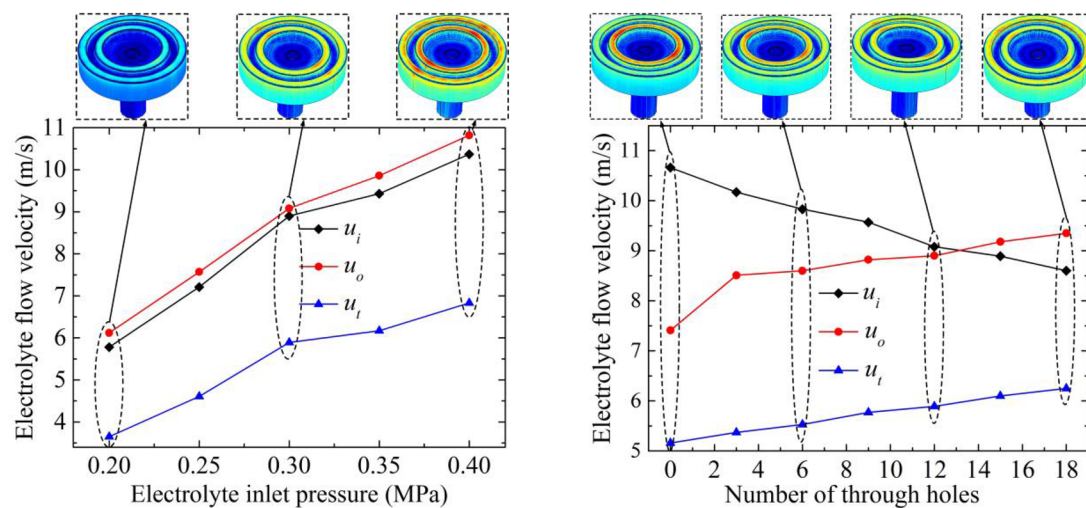 11
10
9
8
7
6
5
4
Electrolyte flow velocity (m/s)
u_i
u_o
u_t
0.20 0.25 0.30 0.35 0.40
Electrolyte inlet pressure (MPa)
11
10
9
8
7
6
5
Electrolyte flow velocity (m/s)
u_i
u_o
u_t
0 2 4 6 8 10 12 14 16 18
Number of through holes